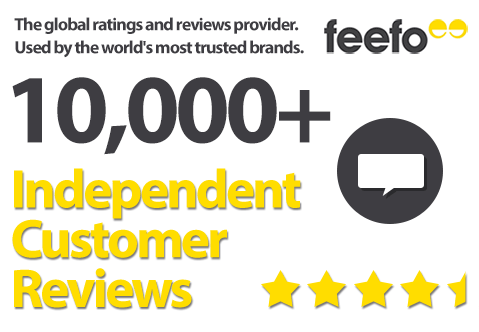 The global ratings and reviews provider.
Used by the world's most trusted brands.
feefo
10,000+
Independent
Customer
Reviews